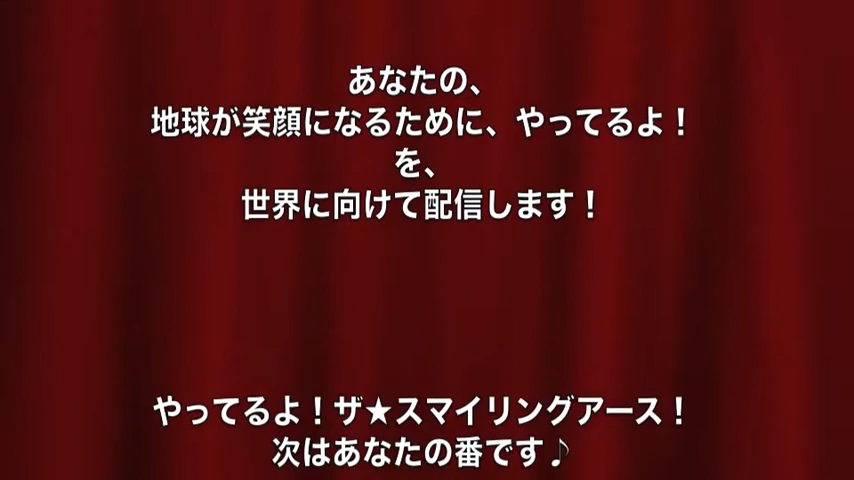 あなたの、
地球が笑顔になるために、やってるよ！
を、
世界に向けて配信します！
やってるよ！ザ★スマイリングアース！
次はあなたの番です♪